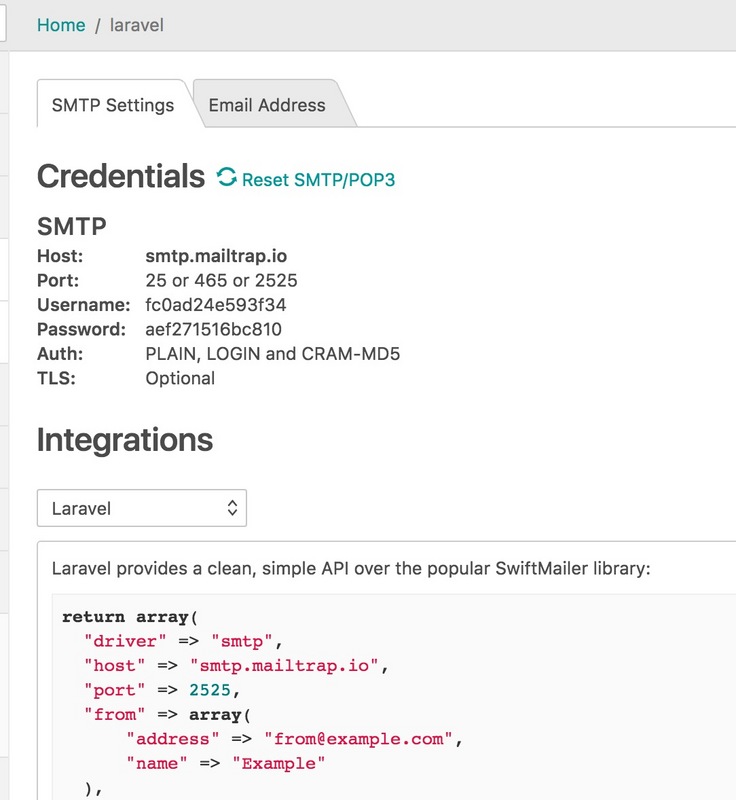 Home / laravel
SMTP Settings
Email Address
Credentials Reset SMTP/POP3
SMTP
Host: smtp.mailtrap.io
Port: 25 or 465 or 2525
Username: fc0ad24e593f34
Password: aef271516bc810
Auth: PLAIN, LOGIN and CRAM-MD5
TLS: Optional
Integrations
Laravel
Laravel provides a clean, simple API over the popular SwiftMailer library:
return array(
"driver" => "smtp",
"host" => "smtp.mailtrap.io",
"port" => 2525,
"from" => array(
"address" => "from@example.com",
"name" => "Example"
),